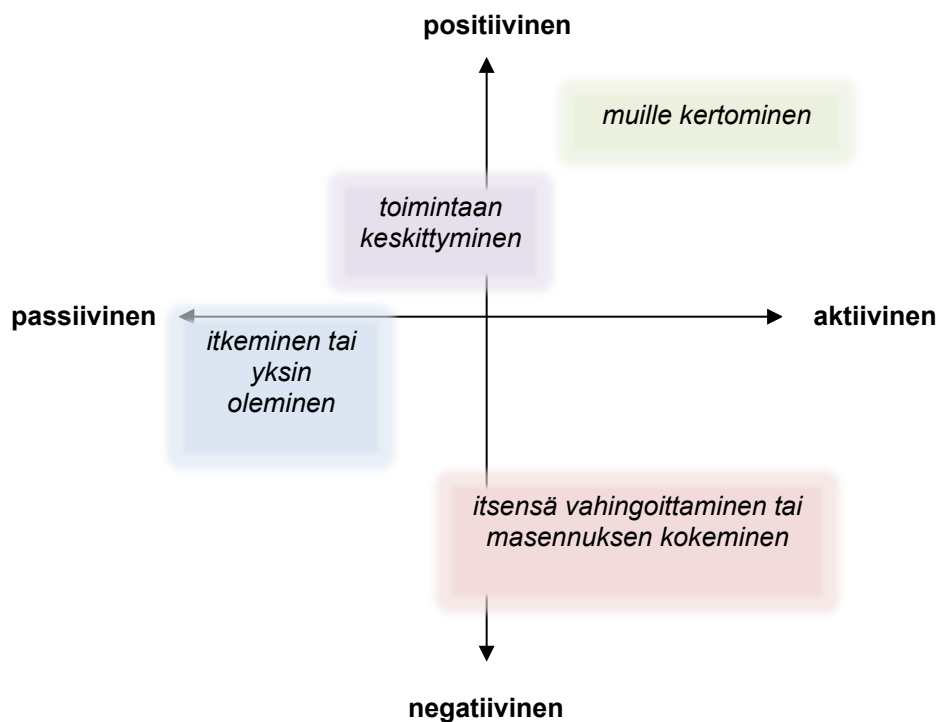 positiivinen
muille kertominen
toimintaan
keskittyminen
passiivinen
aktiivinen
itkeminen tai
yksin
oleminen
itsensä vahingoittaminen tai
masennuksen kokeminen
negatiivinen